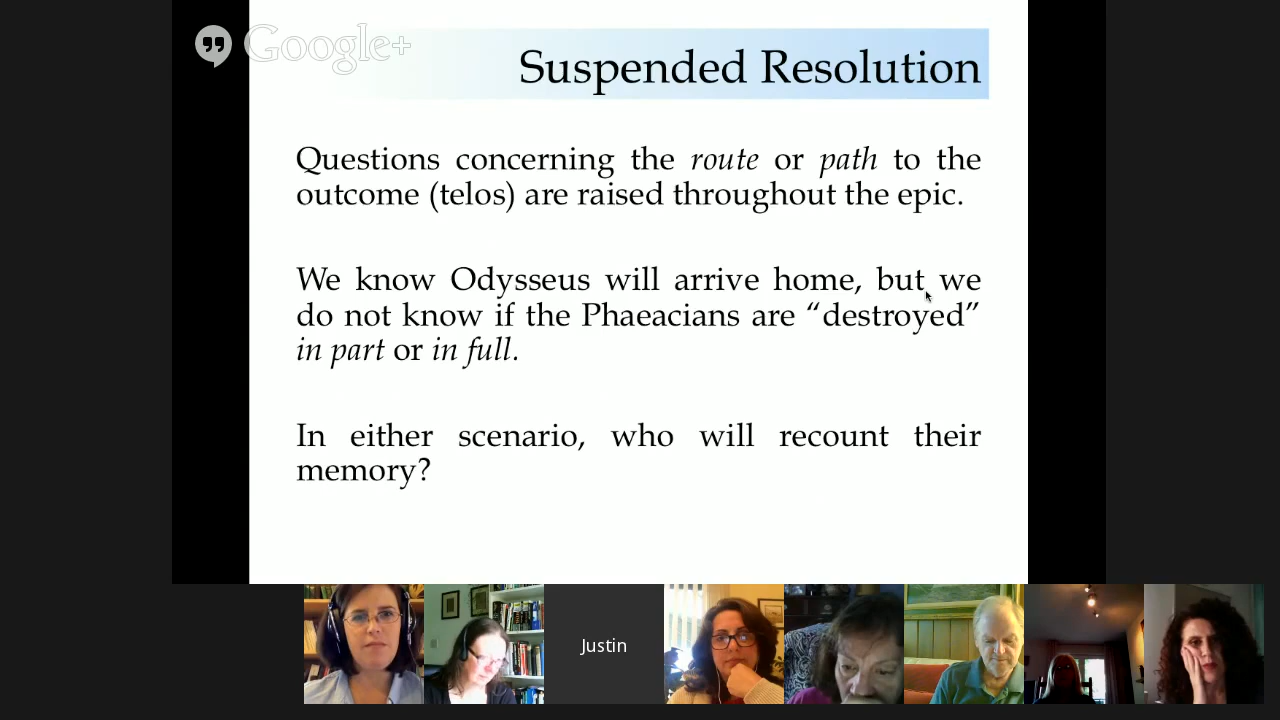 Google+
Suspended Resolution
Questions concerning the route or path to the
outcome (telos) are raised throughout the epic.
We know Odysseus will arrive home, but we
do not know if the Phaeacians are “destroyed”
in part or in full.
In either scenario, who will recount their
memory?
Justin